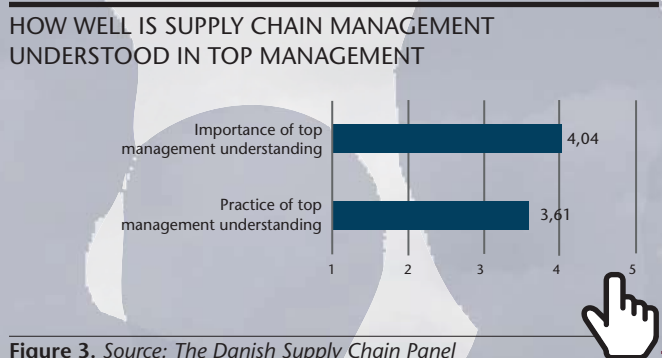 HOW WELL IS SUPPLY CHAIN MANAGEMENT
UNDERSTOOD IN TOP MANAGEMENT
Importance of top
management understanding
4,04
Practice of top
management understanding
3,61
1 2 3 4 5
Figure 3. Source: The Danish Supply Chain Panel